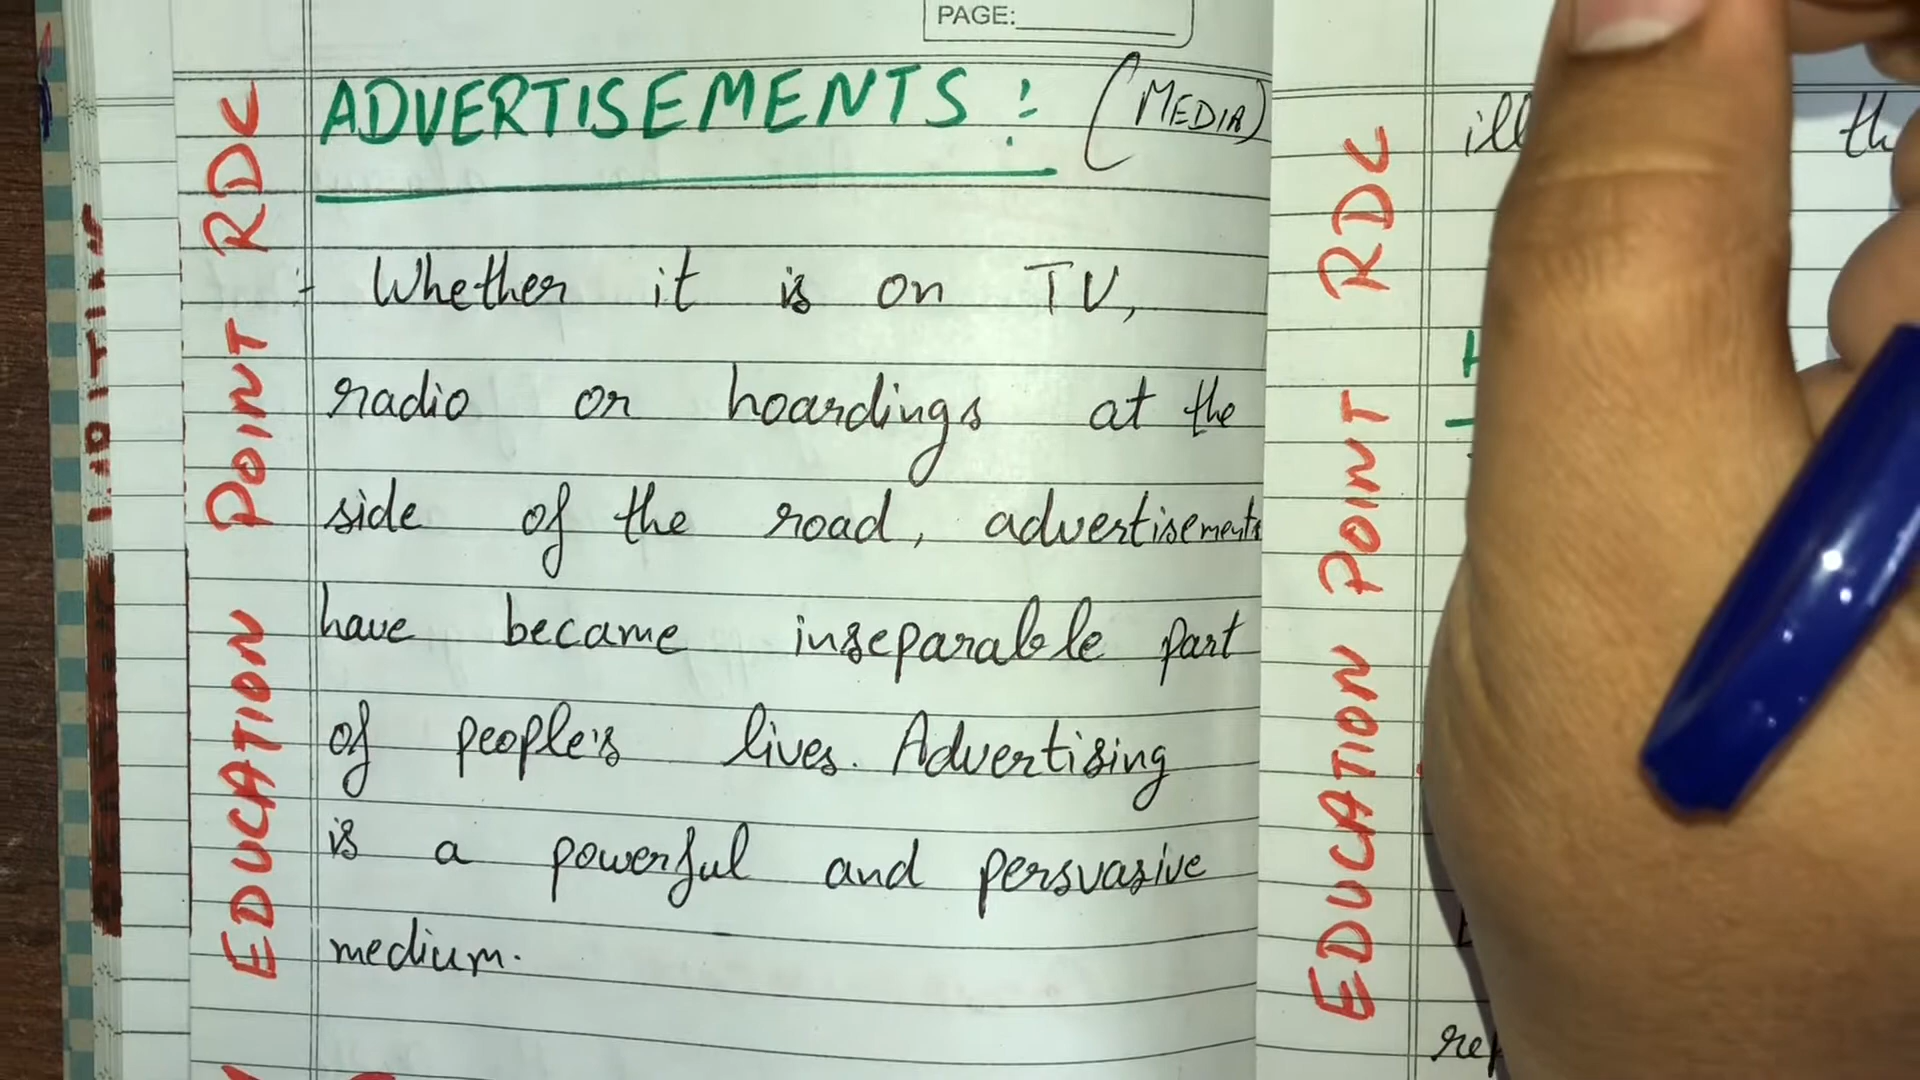 PAGE:
ADVERTISEMENTS :
(MEDIA)
Whether it is on TV,
radio or hoardings at the
side of the road, advertisements
have became inseparable part
of people's lives. Advertising
is a powerful and persuasive
medium.
EDUCATION POINT RDC
EDUCATION POINT RDC